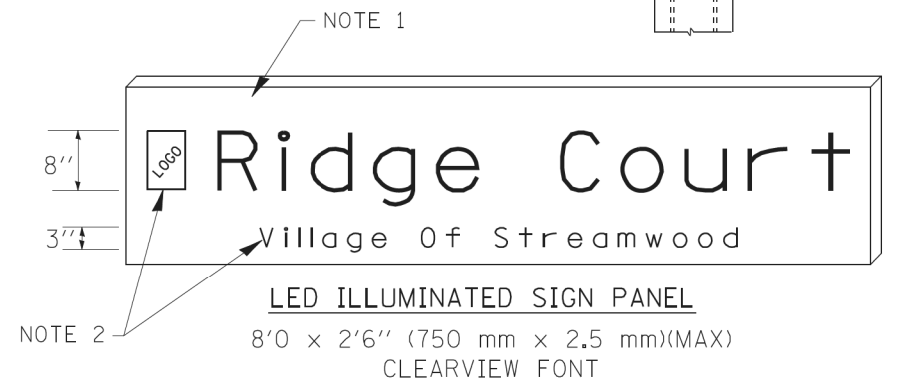 NOTE 1
8''
LOGO
Ridge Court
3''
Village Of Streamwood
LED ILLUMINATED SIGN PANEL
NOTE 2
8'0 x 2'6'' (750 mm x 2.5 mm)(MAX)
CLEARVIEW FONT